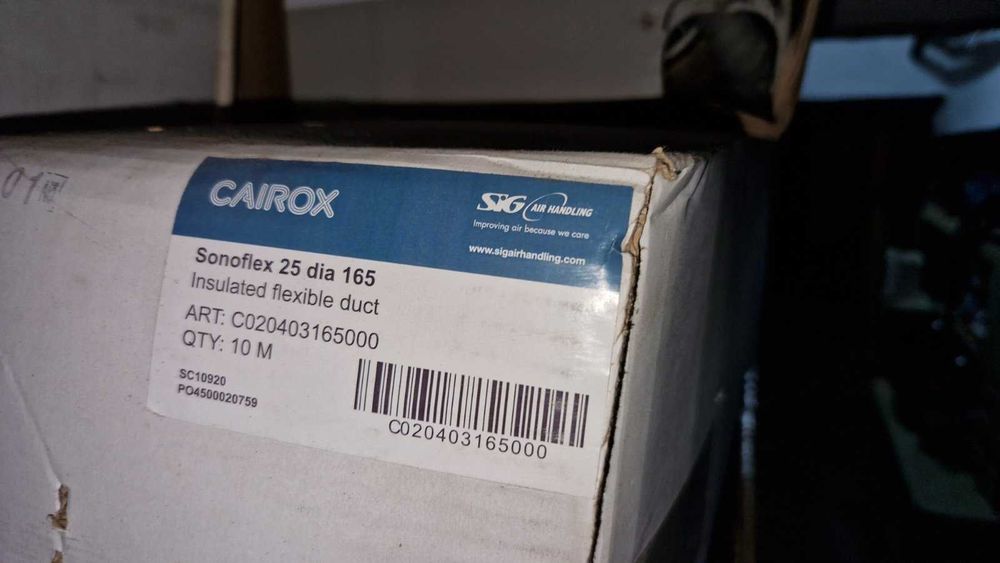 CAIROX
SIG AIR HANDLING
Improving air because we care
www.sigairhandling.com
Sonoflex 25 dia 165
Insulated flexible duct
ART: C020403165000
QTY: 10 M
SC10920
PO4500020759
C020403165000